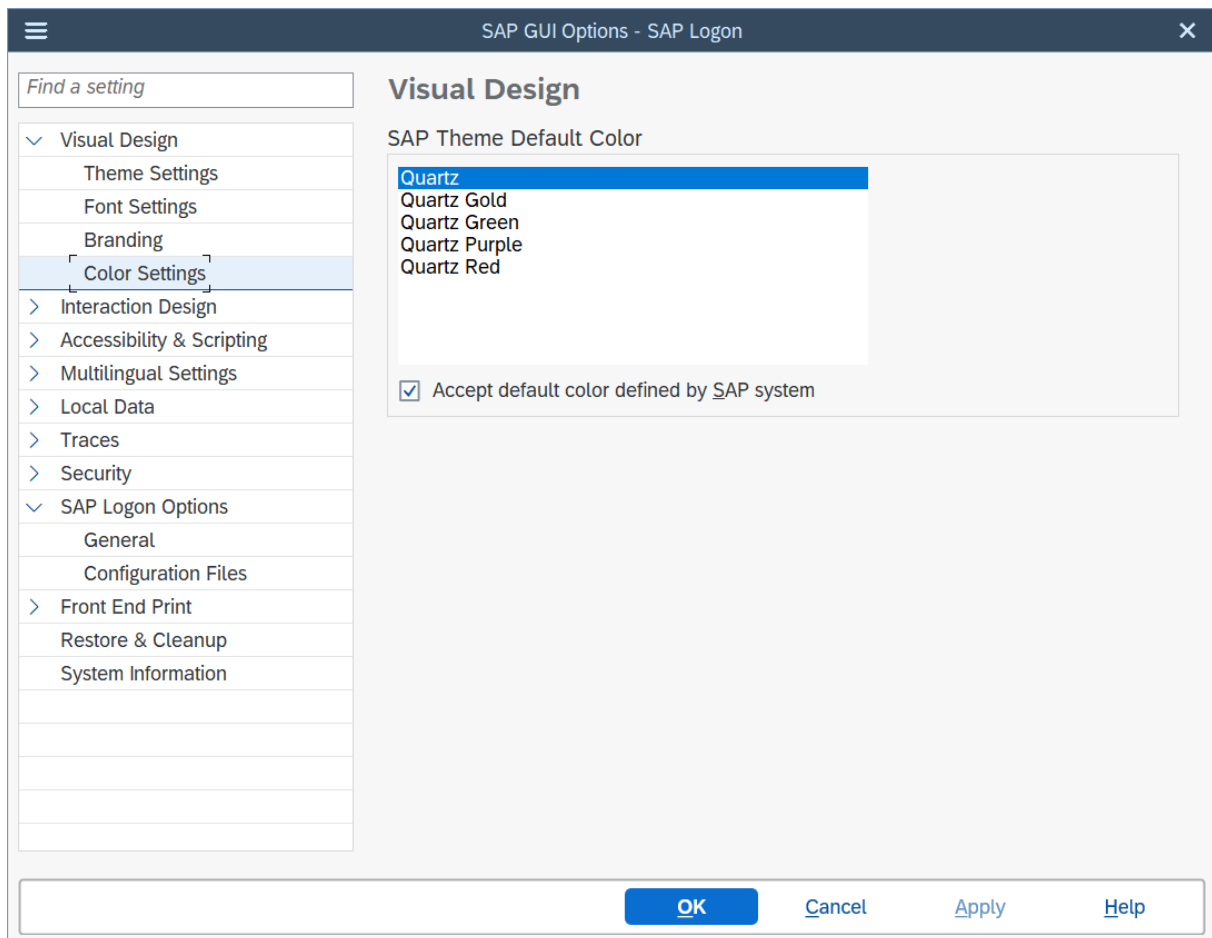 SAP GUI Options - SAP Logon
Find a setting
Visual Design
Theme Settings
Font Settings
Branding
Color Settings
Interaction Design
Accessibility & Scripting
Multilingual Settings
Local Data
Traces
Security
SAP Logon Options
General
Configuration Files
Front End Print
Restore & Cleanup
System Information
Visual Design
SAP Theme Default Color
Quartz
Quartz Gold
Quartz Green
Quartz Purple
Quartz Red
Accept default color defined by SAP system
OK
Cancel
Apply
Help